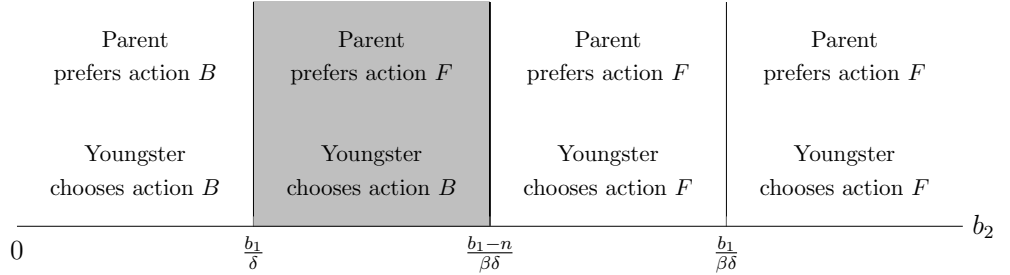 Parent
prefers action B
Parent
prefers action F
Parent
prefers action F
Parent
prefers action F
Youngster
chooses action B
Youngster
chooses action B
Youngster
chooses action F
Youngster
chooses action F
0
b₁/δ
(b₁−n)/(βδ)
b₁/(βδ)
b₂